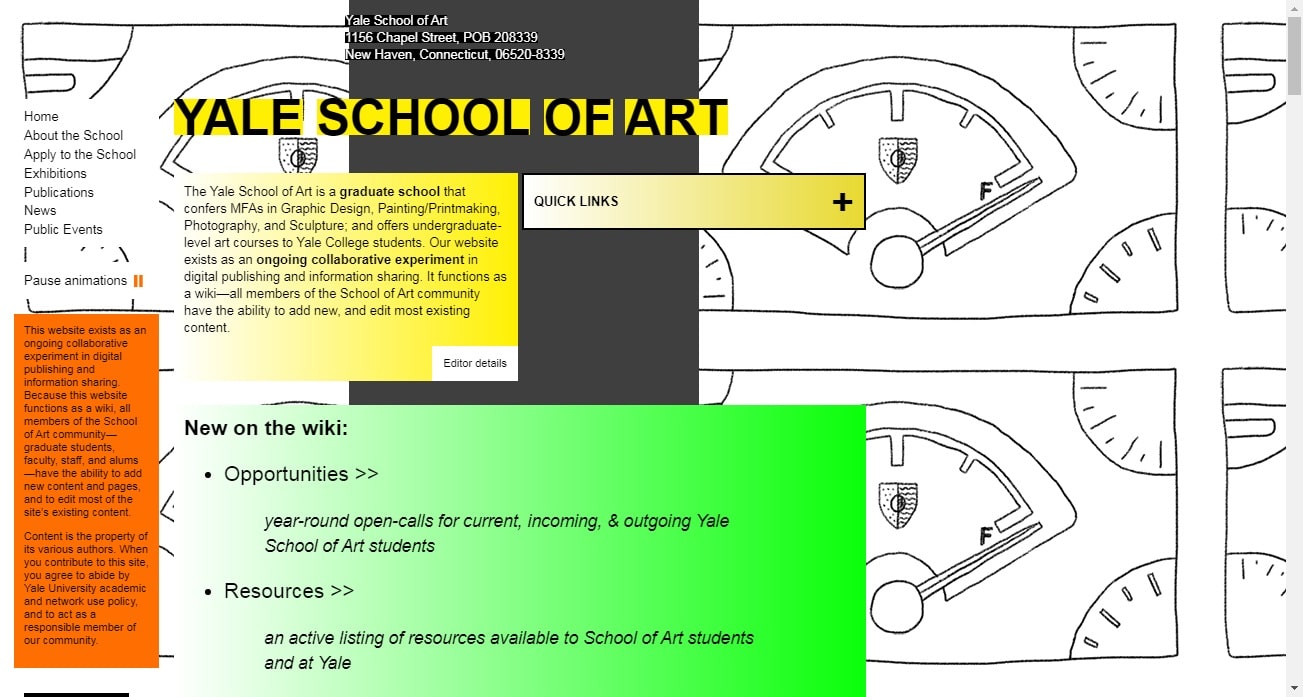 Yale School of Art
1156 Chapel Street, POB 208339
New Haven, Connecticut, 06520-8339
YALE SCHOOL OF ART
Home
About the School
Apply to the School
Exhibitions
Publications
News
Public Events
Pause animations
This website exists as an
ongoing collaborative
experiment in digital
publishing and
information sharing.
Because this website
functions as a wiki, all
members of the School
of Art community—
graduate students,
faculty, staff, and alums
—have the ability to add
new content and pages,
and to edit most of the
site's existing content.
Content is the property of
its various authors. When
you contribute to this site,
you agree to abide by
Yale University academic
and network use policy,
and to act as a
responsible member of
our community.
The Yale School of Art is a graduate school that
confers MFAs in Graphic Design, Painting/Printmaking,
Photography, and Sculpture; and offers undergraduate-
level art courses to Yale College students. Our website
exists as an ongoing collaborative experiment in
digital publishing and information sharing. It functions as
a wiki—all members of the School of Art community
have the ability to add new, and edit most existing
content.
Editor details
QUICK LINKS +
New on the wiki:
• Opportunities >>
year-round open-calls for current, incoming, & outgoing Yale
School of Art students
• Resources >>
an active listing of resources available to School of Art students
and at Yale
F
F